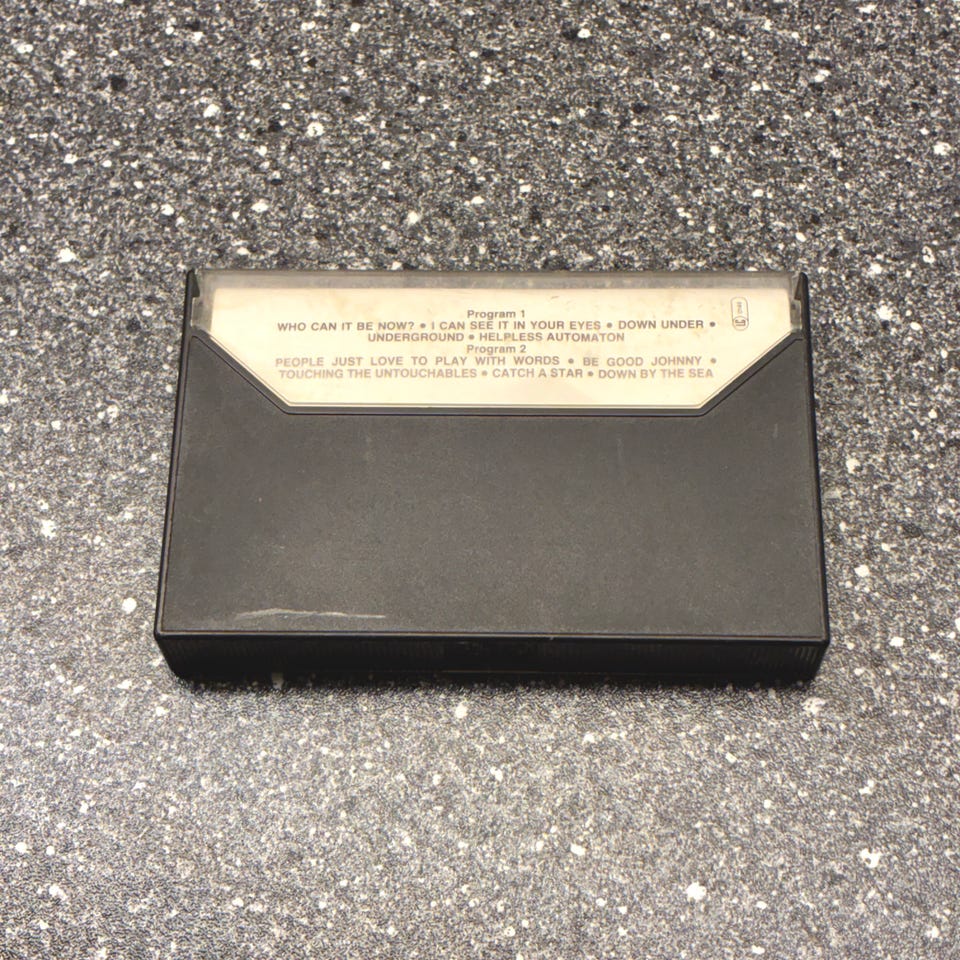 Program 1
WHO CAN IT BE NOW? • I CAN SEE IT IN YOUR EYES • DOWN UNDER •
UNDERGROUND • HELPLESS AUTOMATON
Program 2
PEOPLE JUST LOVE TO PLAY WITH WORDS • BE GOOD JOHNNY •
TOUCHING THE UNTOUCHABLES • CATCH A STAR • DOWN BY THE SEA